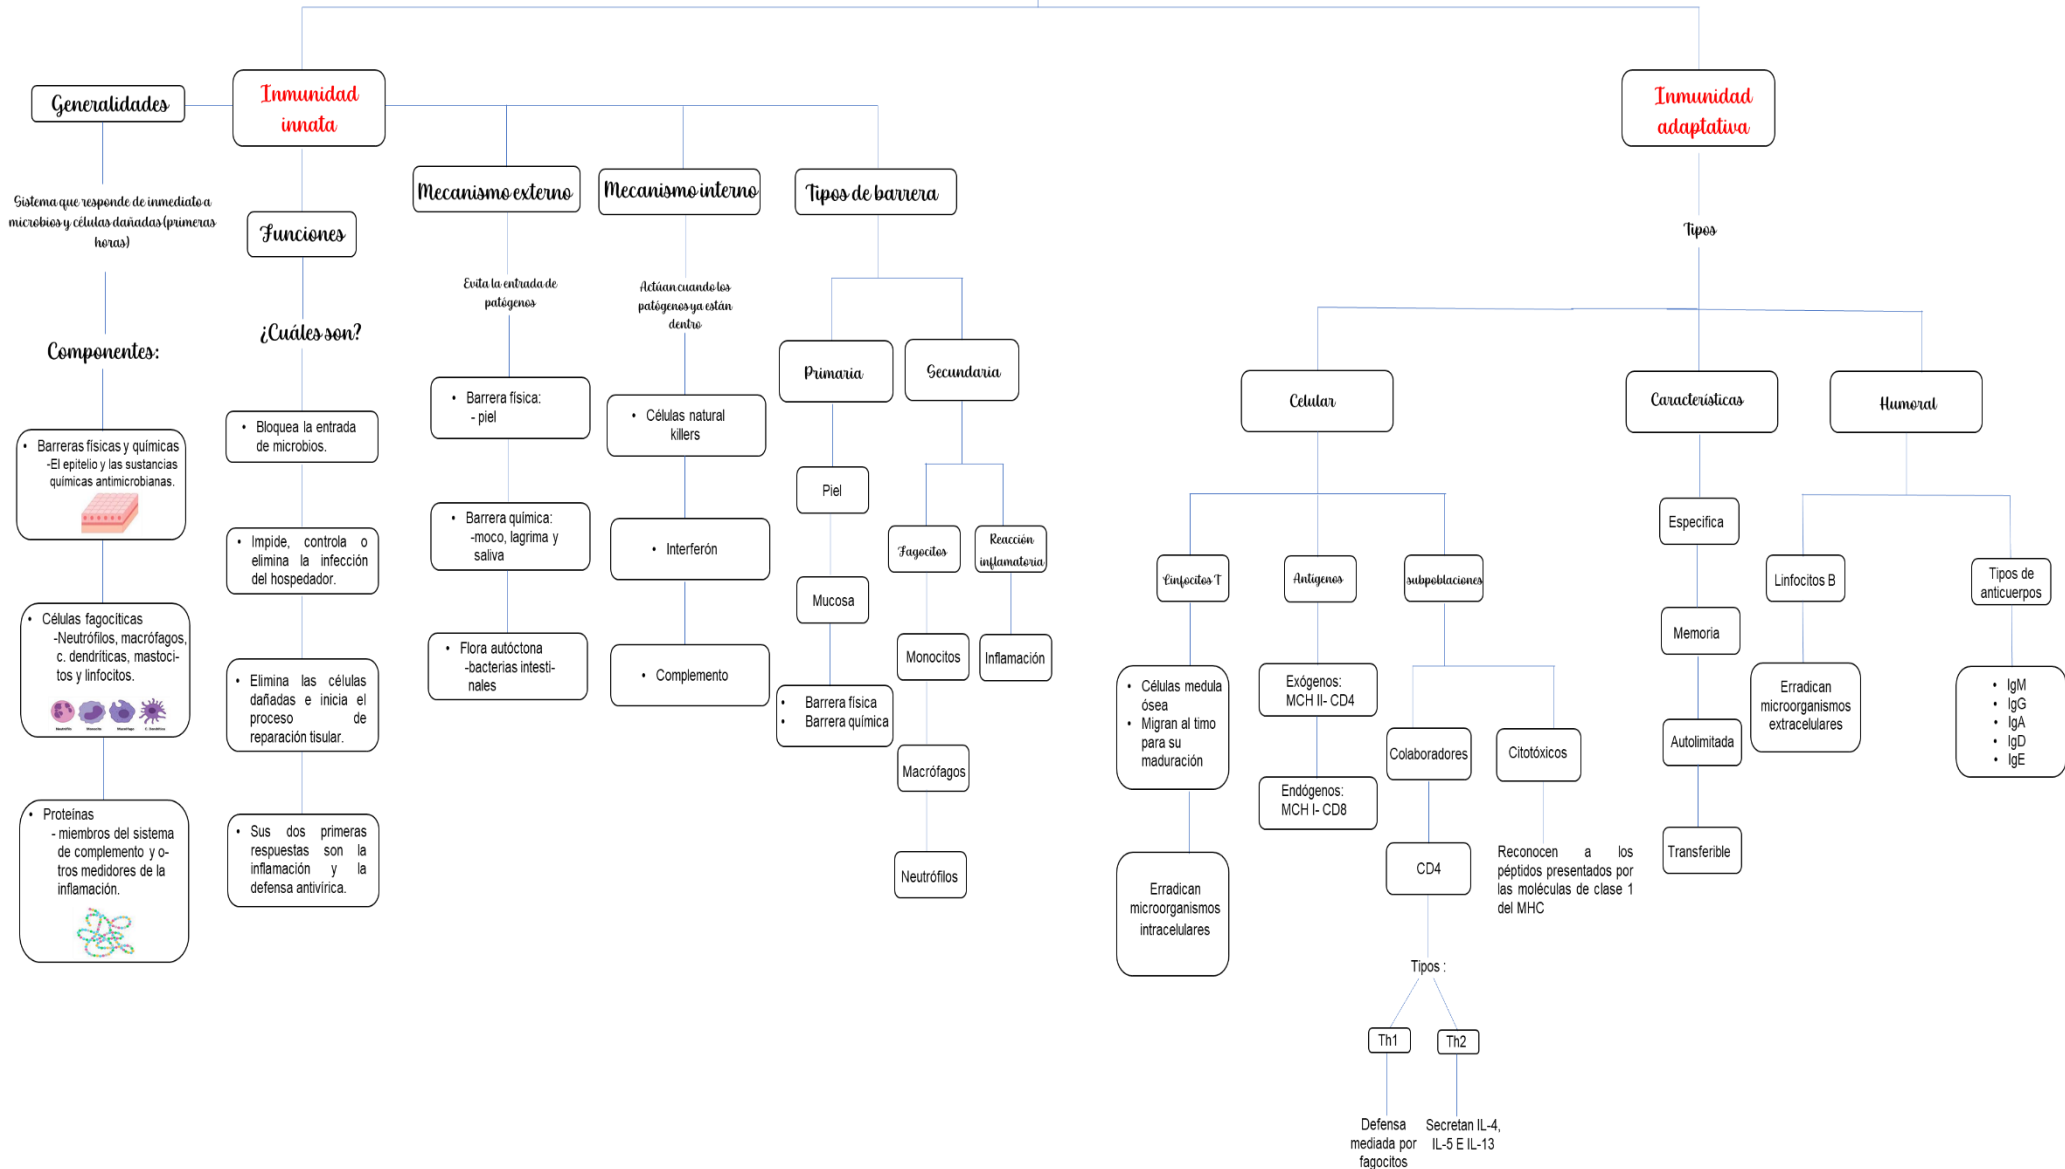 Generalidades
Sistema que responde de inmediato a
microbios y células dañadas (primeras
horas)
Componentes:
• Barreras físicas y químicas
-El epitelio y las sustancias
químicas antimicrobianas.
• Células fagocíticas
-Neutrófilos, macrófagos,
c. dendríticas, mastoci-
tos y linfocitos.
Neutrófilo Monocito Macrófago C. Dendrítica
• Proteínas
- miembros del sistema
de complemento y o-
tros medidores de la
inflamación.
Inmunidad
innata
Funciones
¿Cuáles son?
• Bloquea la entrada
de microbios.
• Impide, controla o
elimina la infección
del hospedador.
• Elimina las células
dañadas e inicia el
proceso de
reparación tisular.
• Sus dos primeras
respuestas son la
inflamación y la
defensa antivírica.
Mecanismo externo
Evita la entrada de
patógenos
• Barrera física:
- piel
• Barrera química:
-moco, lagrima y
saliva
• Flora autóctona
-bacterias intesti-
nales
Mecanismo interno
Actúan cuando los
patógenos ya están
dentro
• Células natural
killers
• Interferón
• Complemento
Tipos de barrera
Primaria
Piel
Mucosa
• Barrera física
• Barrera química
Secundaria
Fagocitos
Monocitos
Macrófagos
Neutrófilos
Reacción
inflamatoria
Inflamación
Inmunidad
adaptativa
Tipos
Celular
Linfocitos T
• Células medula
ósea
• Migran al timo
para su
maduración
Erradican
microorganismos
intracelulares
Antígenos
Exógenos:
MCH II- CD4
Endógenos:
MCH I- CD8
subpoblaciones
Colaboradores
CD4
Tipos :
Th1
Defensa
mediada por
fagocitos
Th2
Secretan IL-4,
IL-5 E IL-13
Citotóxicos
Reconocen a los
péptidos presentados por
las moléculas de clase 1
del MHC
Características
Especifica
Memoria
Autolimitada
Transferible
Humoral
Linfocitos B
Erradican
microorganismos
extracelulares
Tipos de
anticuerpos
• IgM
• IgG
• IgA
• IgD
• IgE